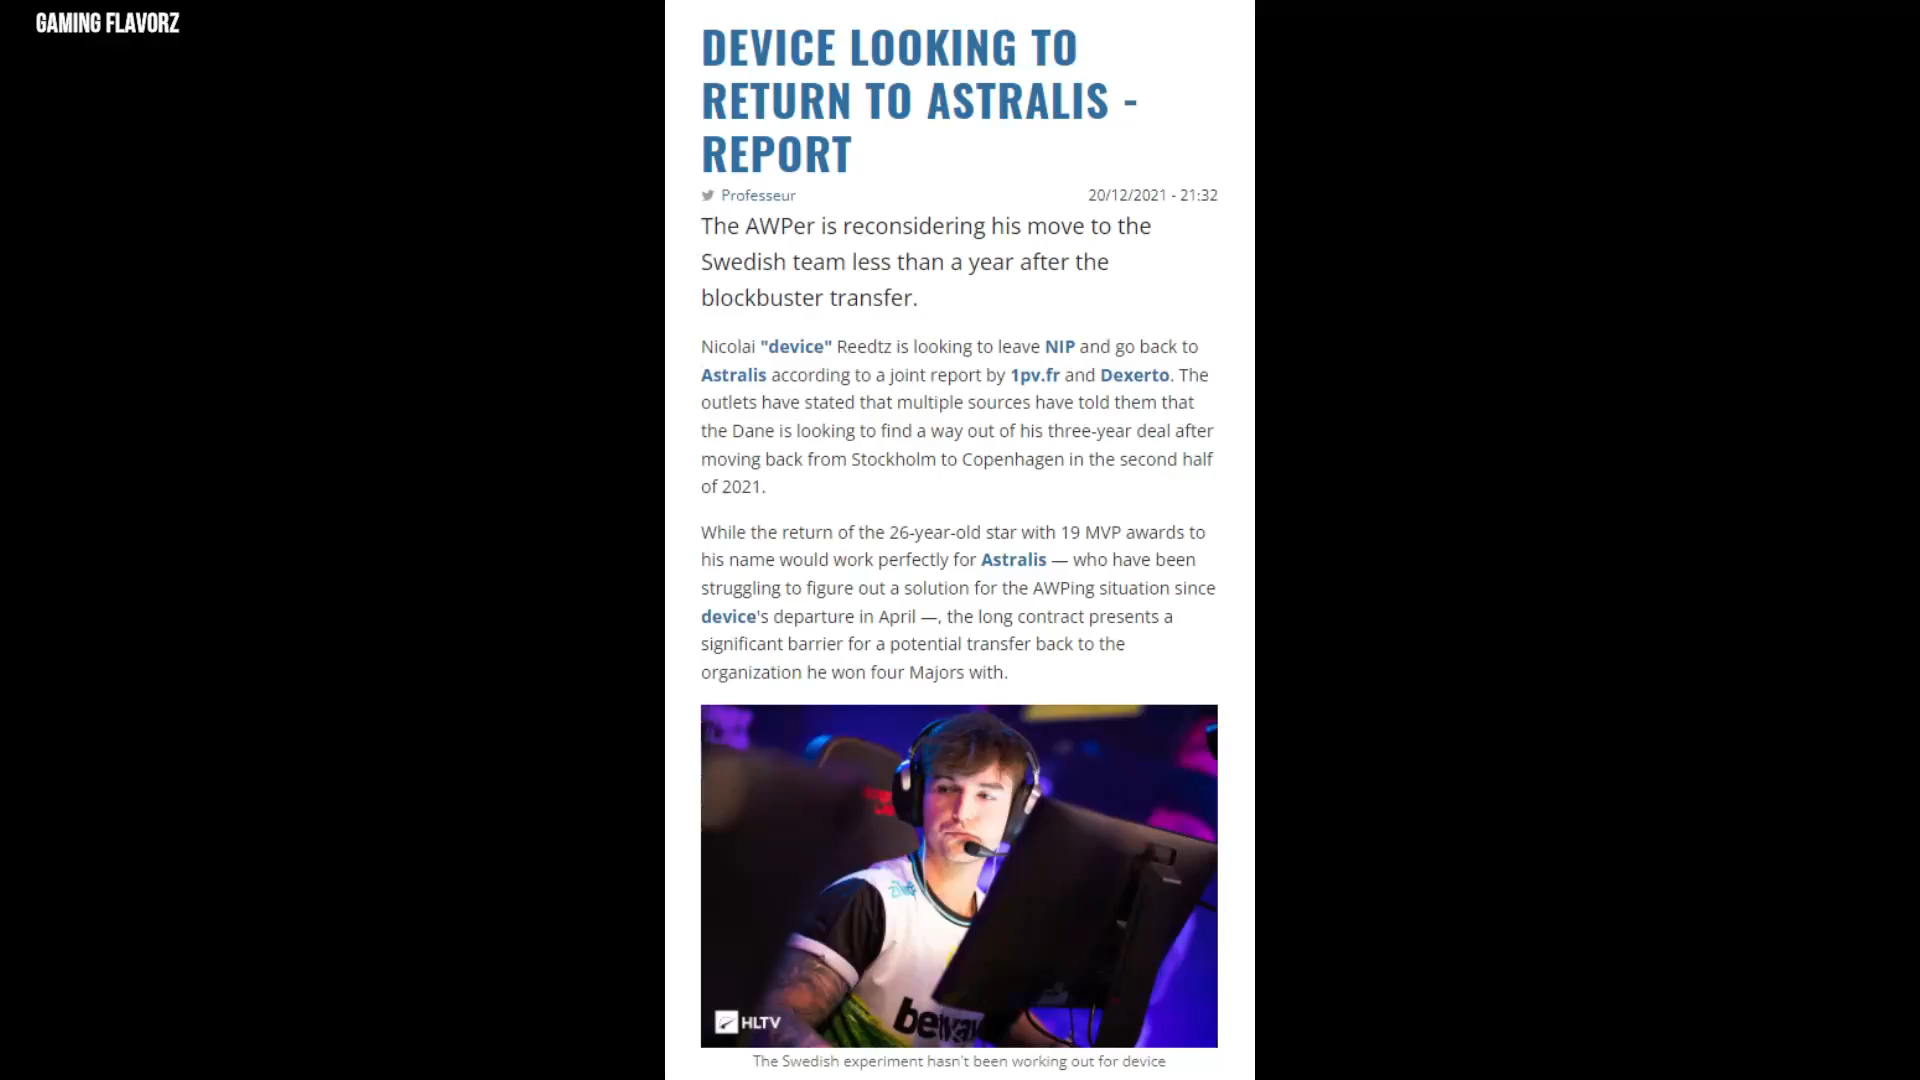 GAMING FLAVORZ
DEVICE LOOKING TO
RETURN TO ASTRALIS -
REPORT
Professeur 20/12/2021 - 21:32
The AWPer is reconsidering his move to the
Swedish team less than a year after the
blockbuster transfer.
Nicolai "device" Reedtz is looking to leave NIP and go back to
Astralis according to a joint report by 1pv.fr and Dexerto. The
outlets have stated that multiple sources have told them that
the Dane is looking to find a way out of his three-year deal after
moving back from Stockholm to Copenhagen in the second half
of 2021.
While the return of the 26-year-old star with 19 MVP awards to
his name would work perfectly for Astralis — who have been
struggling to figure out a solution for the AWPing situation since
device's departure in April —, the long contract presents a
significant barrier for a potential transfer back to the
organization he won four Majors with.
betway
HLTV
The Swedish experiment hasn't been working out for device